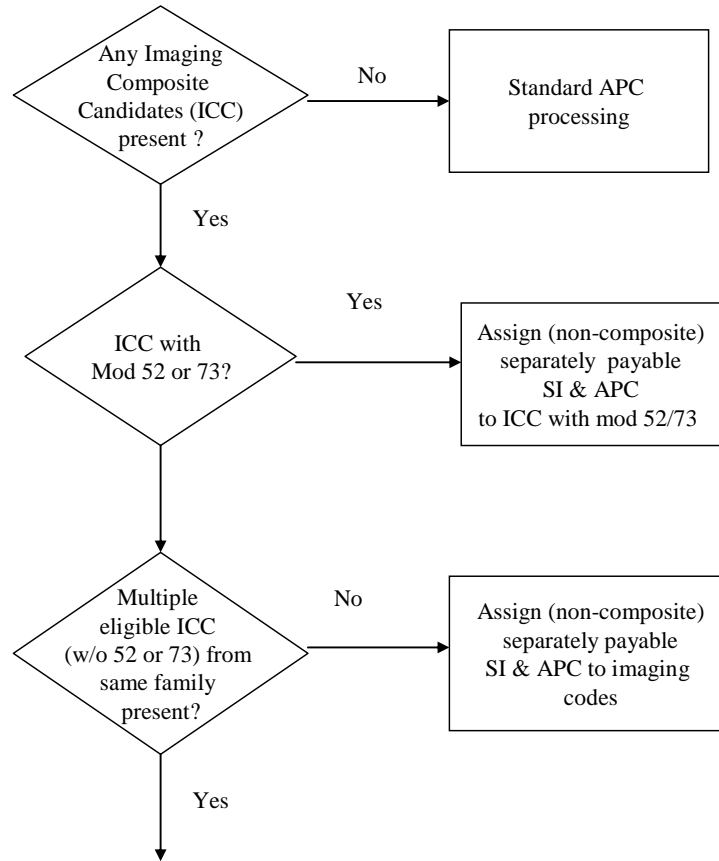 Any Imaging
Composite
Candidates (ICC)
present ?
No
Standard APC
processing
Yes
ICC with
Mod 52 or 73?
Yes
Assign (non-composite)
separately payable
SI & APC
to ICC with mod 52/73
Multiple
eligible ICC
(w/o 52 or 73) from
same family
present?
No
Assign (non-composite)
separately payable
SI & APC to imaging
codes
Yes